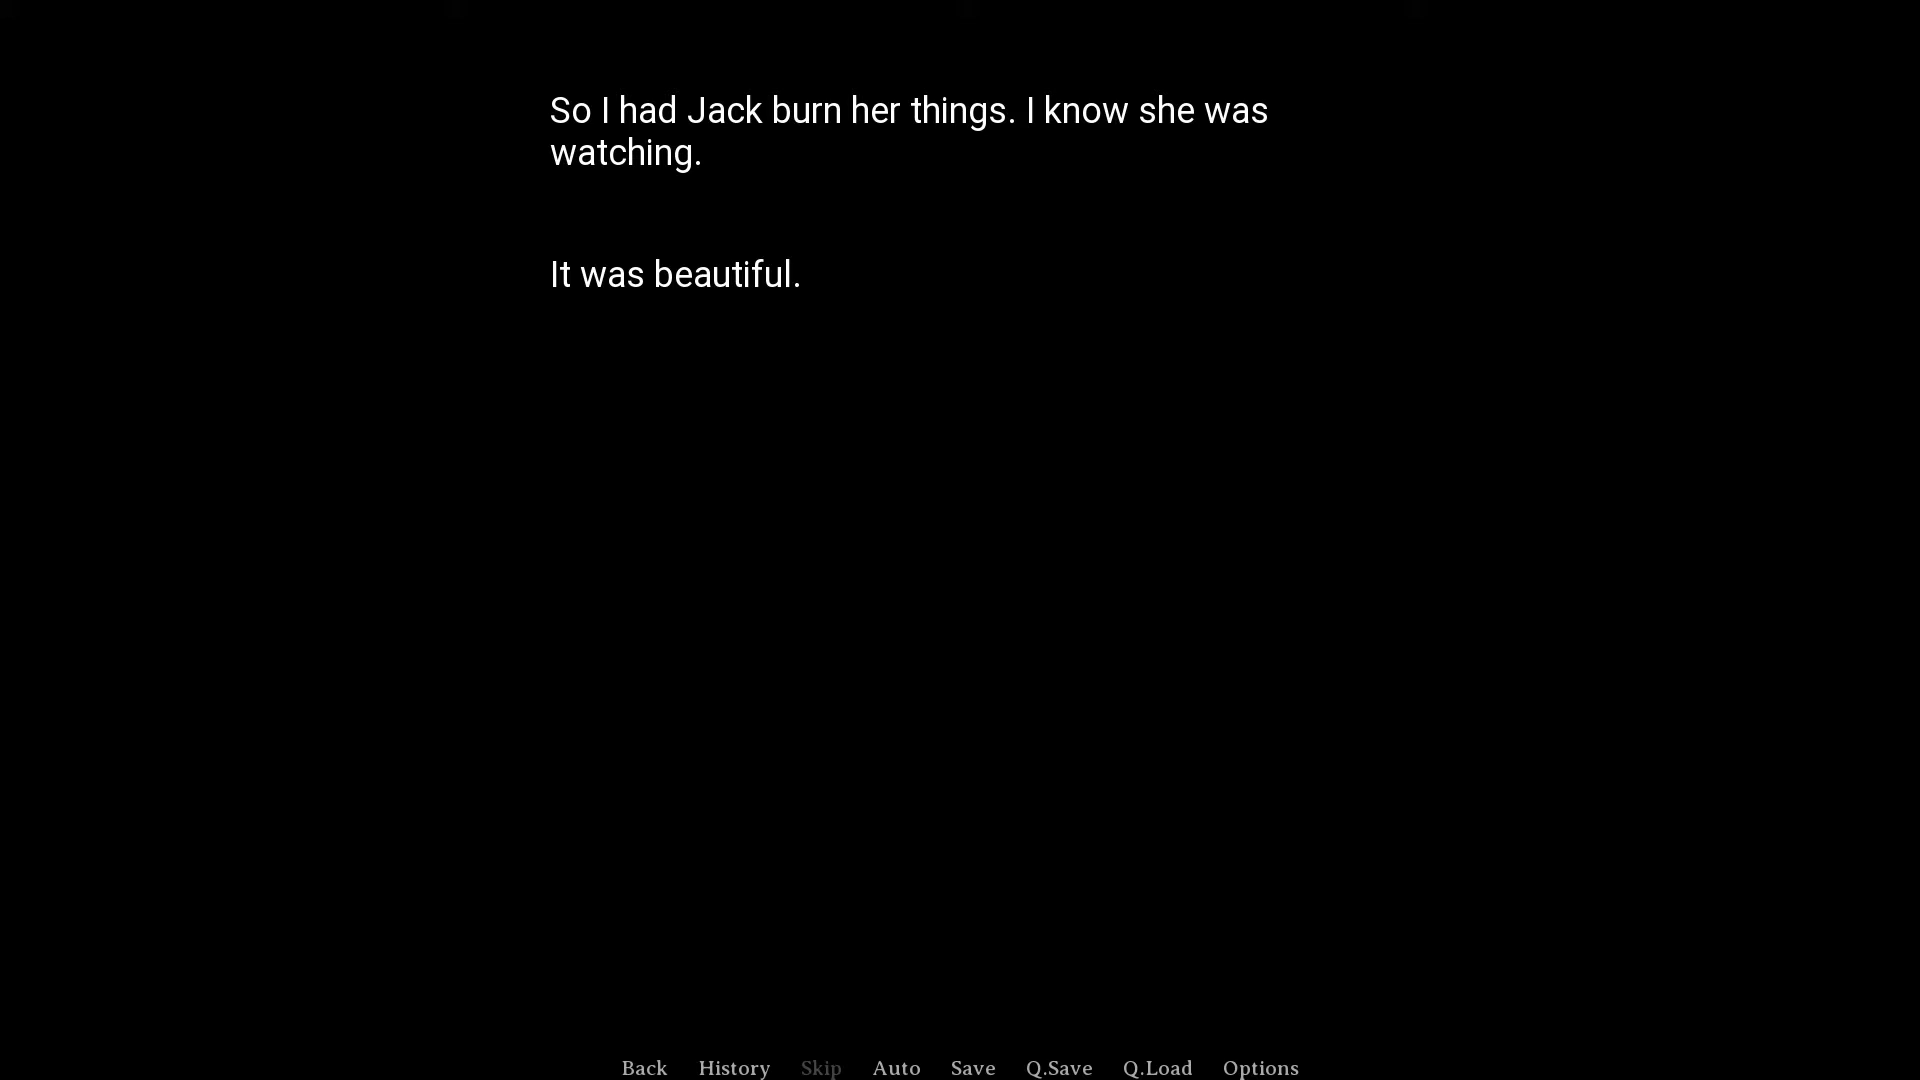 So I had Jack burn her things. I know she was
watching.
It was beautiful.
Back History Skip Auto Save Q.Save Q.Load Options